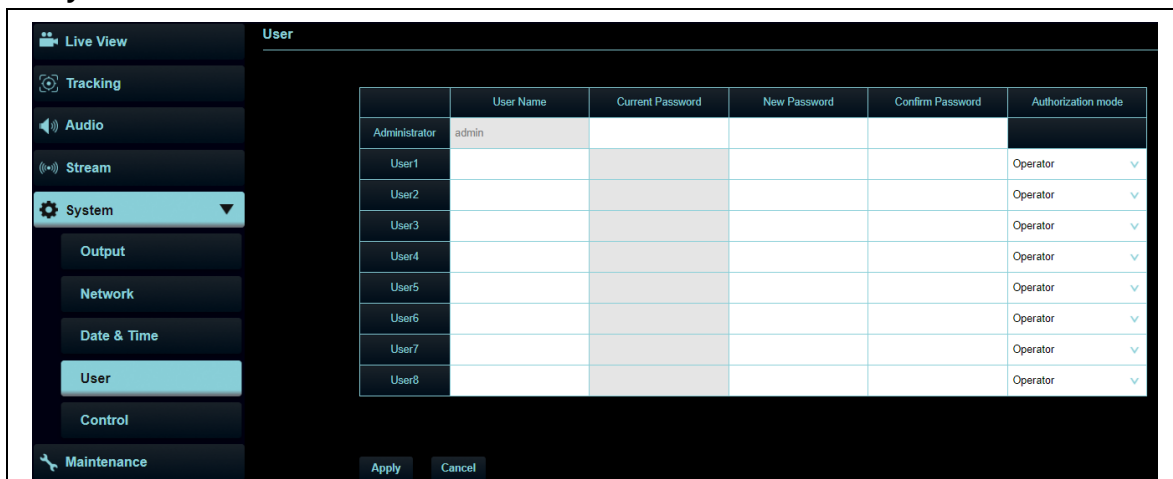 Live View
User
Tracking
Audio
Stream
System
Output
Network
Date & Time
User
Control
Maintenance
User Name Current Password New Password Confirm Password Authorization mode
Administrator admin
User1 Operator
User2 Operator
User3 Operator
User4 Operator
User5 Operator
User6 Operator
User7 Operator
User8 Operator
Apply Cancel